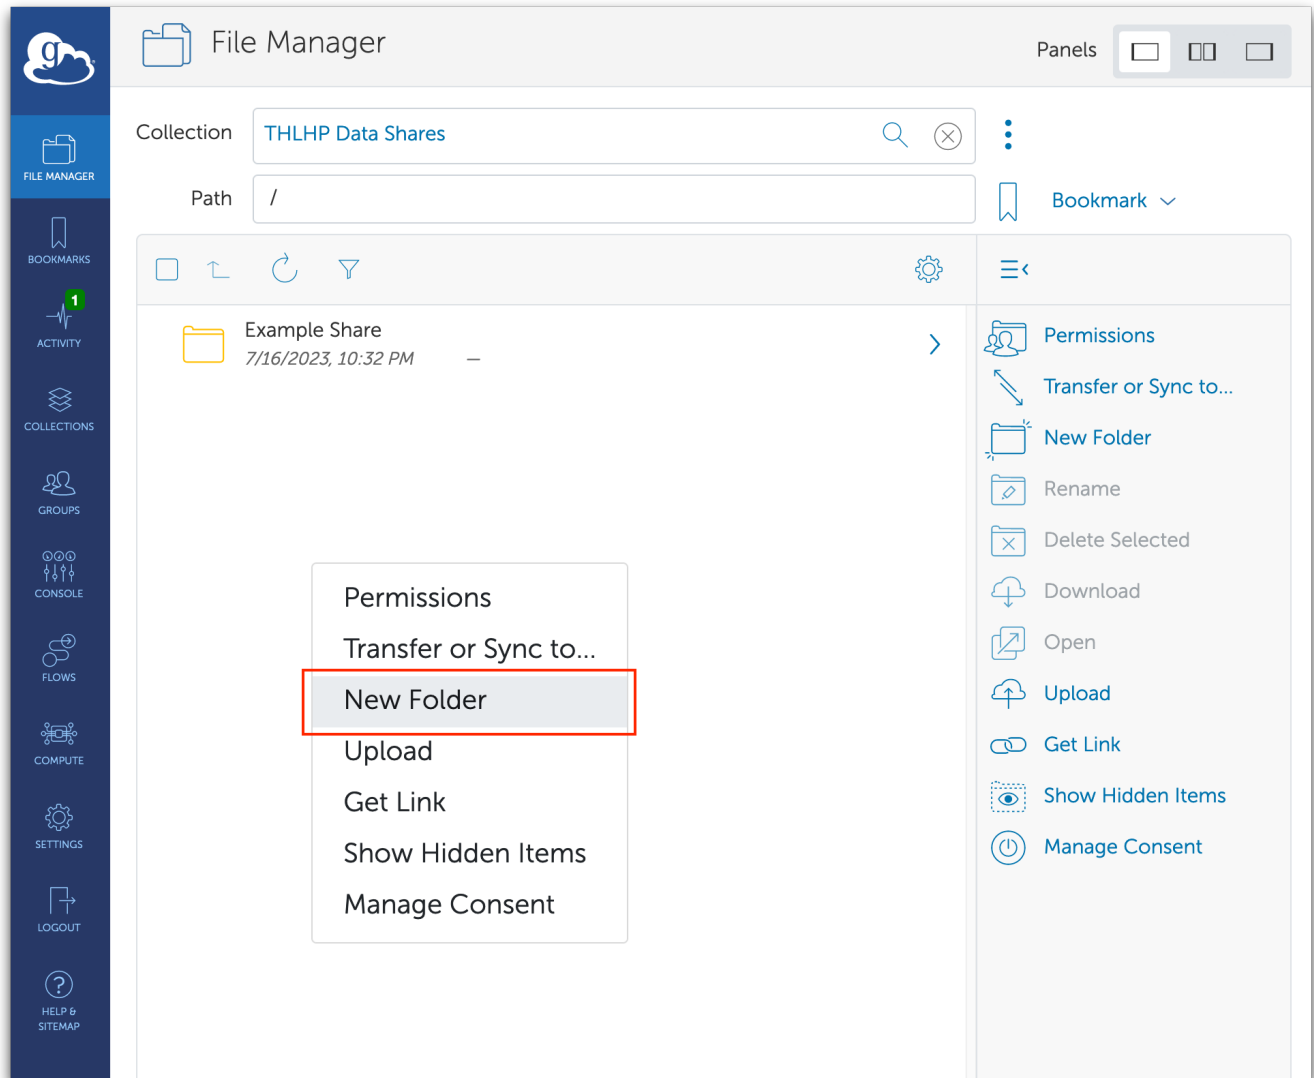 g
File Manager
Panels
Collection
THLHP Data Shares
Path
/
Bookmark
FILE MANAGER
BOOKMARKS
1
ACTIVITY
COLLECTIONS
GROUPS
CONSOLE
FLOWS
COMPUTE
SETTINGS
LOGOUT
?
HELP &
SITEMAP
Example Share
7/16/2023, 10:32 PM —
Permissions
Transfer or Sync to...
New Folder
Upload
Get Link
Show Hidden Items
Manage Consent
Permissions
Transfer or Sync to...
New Folder
Rename
Delete Selected
Download
Open
Upload
Get Link
Show Hidden Items
Manage Consent